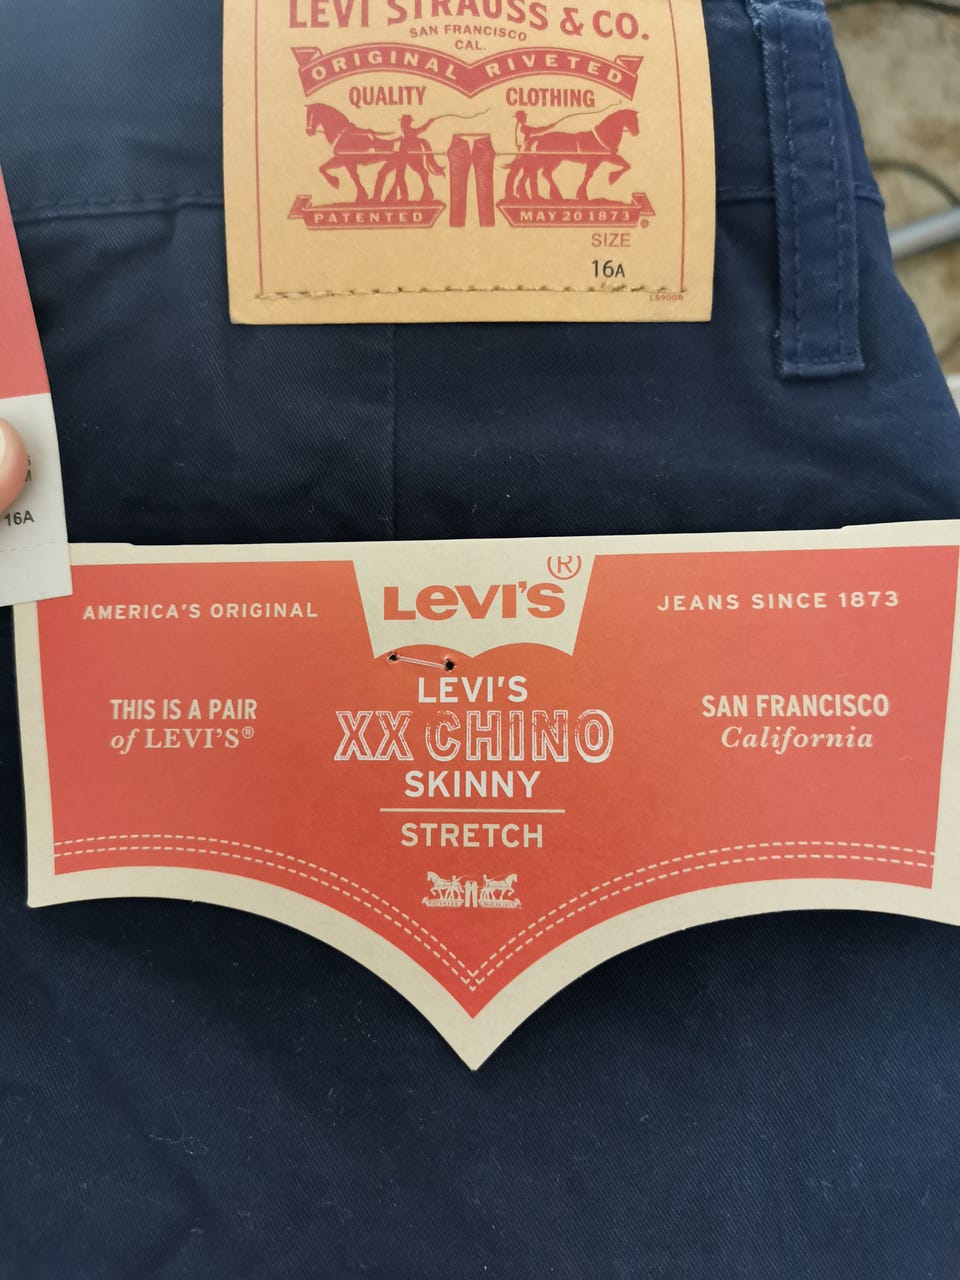 LEVI STRAUSS & CO.
SAN FRANCISCO
CAL.
ORIGINAL RIVETED
QUALITY CLOTHING
PATENTED MAY 20 1873
SIZE
16A
L9900R
M
16A
LEVI'S®
AMERICA'S ORIGINAL
JEANS SINCE 1873
THIS IS A PAIR
of LEVI'S®
LEVI'S
XX CHINO
SKINNY
STRETCH
SAN FRANCISCO
California